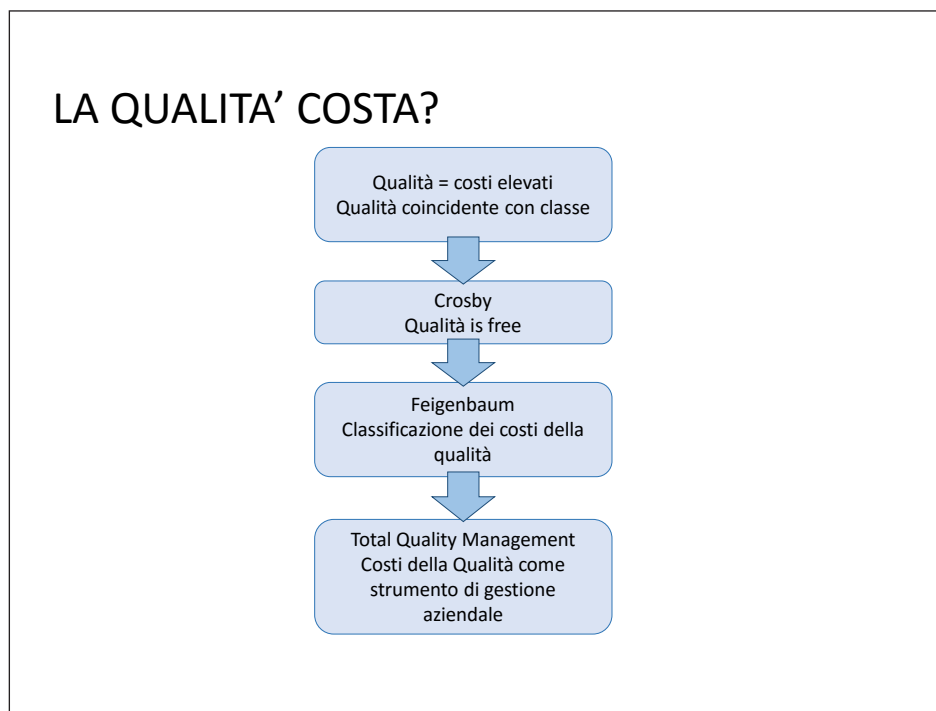 LA QUALITA’ COSTA?
Qualità = costi elevati
Qualità coincidente con classe
Crosby
Qualità is free
Feigenbaum
Classificazione dei costi della
qualità
Total Quality Management
Costi della Qualità come
strumento di gestione
aziendale